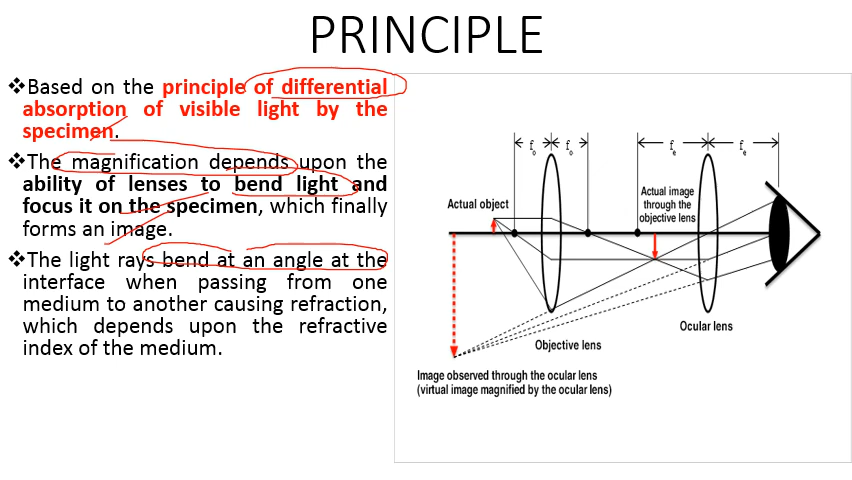 PRINCIPLE
❖Based on the principle of differential
absorption of visible light by the
specimen.
❖The magnification depends upon the
ability of lenses to bend light and
focus it on the specimen, which finally
forms an image.
❖The light rays bend at an angle at the
interface when passing from one
medium to another causing refraction,
which depends upon the refractive
index of the medium.
fo fo fe fe
Actual object
Actual image
through the
objective lens
Ocular lens
Objective lens
Image observed through the ocular lens
(virtual image magnified by the ocular lens)